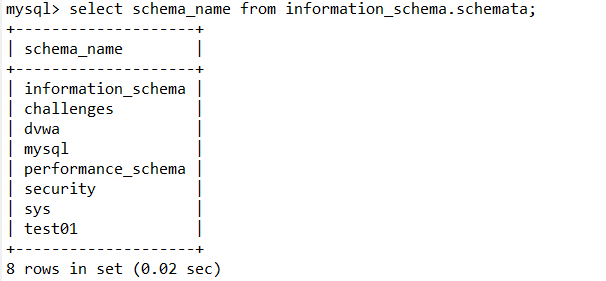 mysql> select schema_name from information_schema.schemata;
+--------------------+
| schema_name        |
+--------------------+
| information_schema |
| challenges         |
| dvwa               |
| mysql              |
| performance_schema |
| security           |
| sys                |
| test01             |
+--------------------+
8 rows in set (0.02 sec)